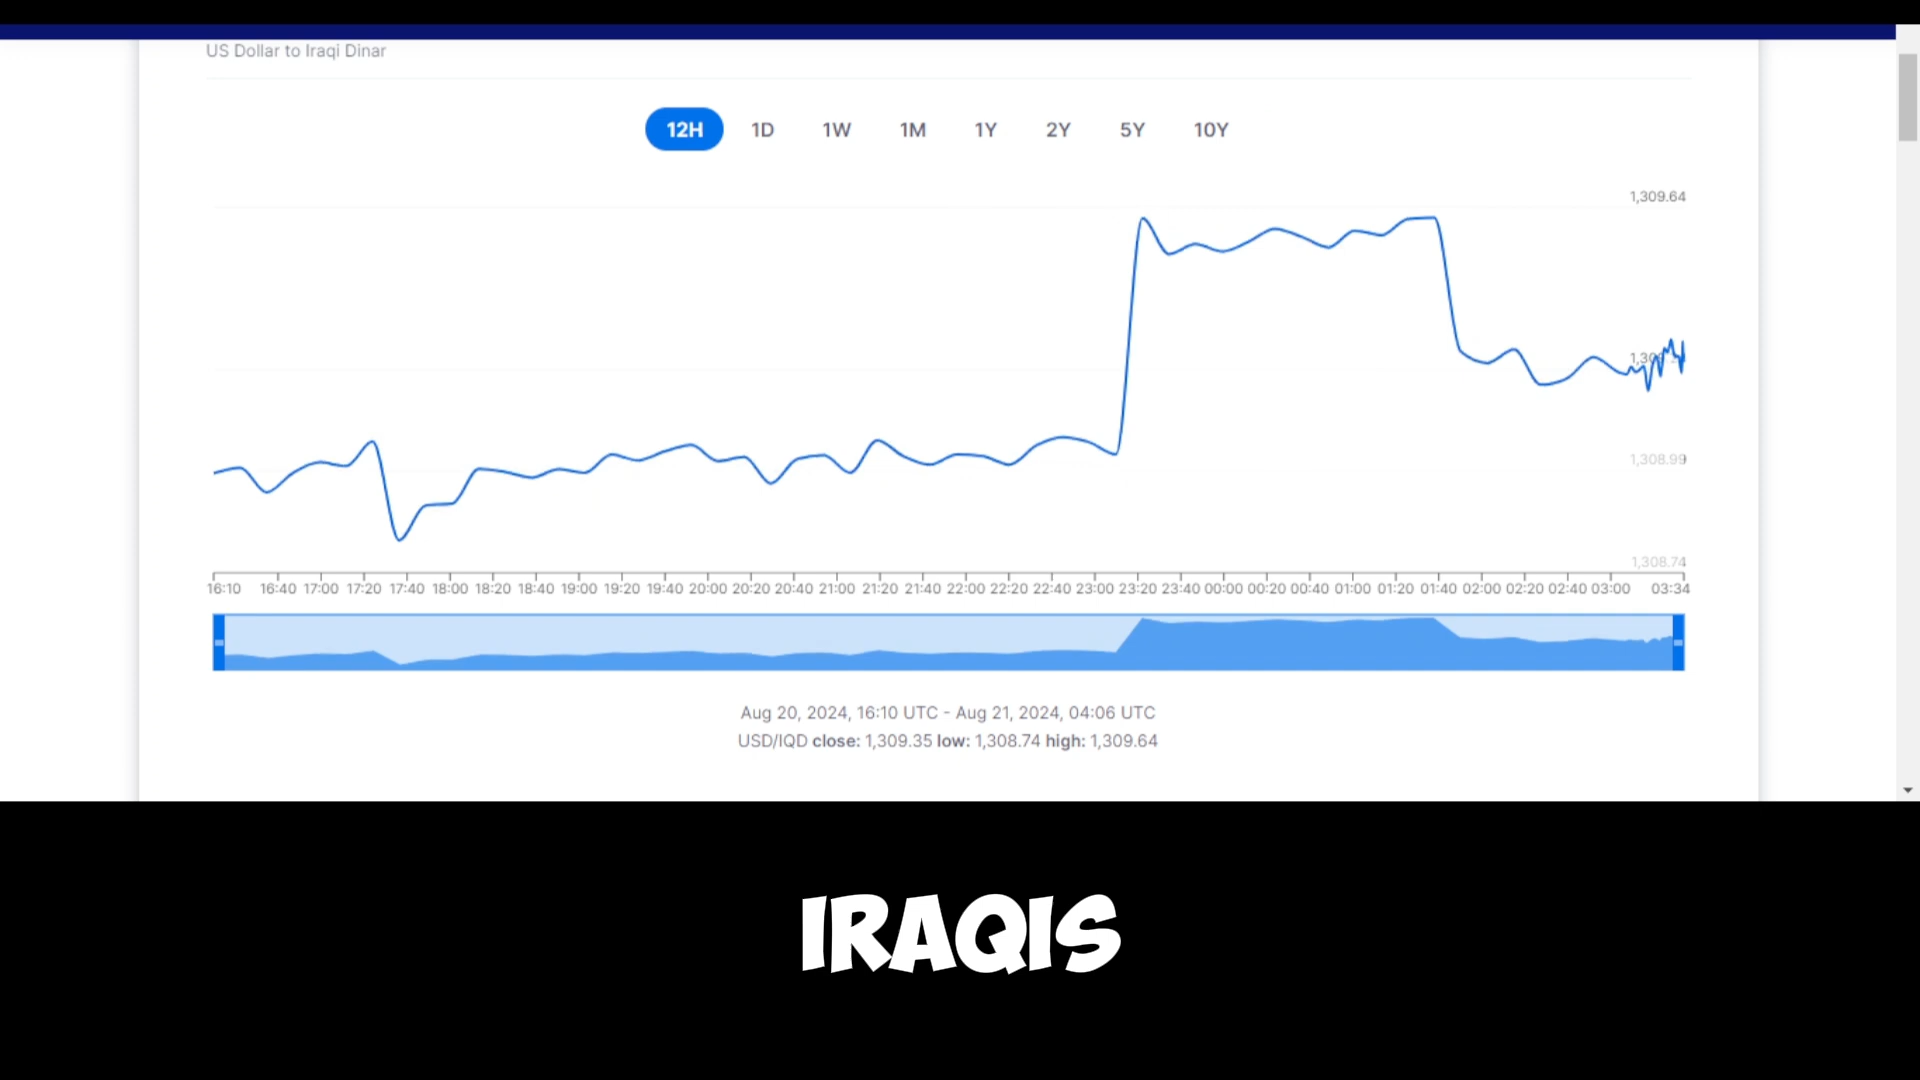 US Dollar to Iraqi Dinar
12H 1D 1W 1M 1Y 2Y 5Y 10Y
1,309.64
1,308.99
1,308.74
16:10 16:40 17:00 17:20 17:40 18:00 18:20 18:40 19:00 19:20 19:40 20:00 20:20 20:40 21:00 21:20 21:40 22:00 22:20 22:40 23:00 23:20 23:40 00:00 00:20 00:40 01:00 01:20 01:40 02:00 02:20 02:40 03:00 03:34
Aug 20, 2024, 16:10 UTC - Aug 21, 2024, 04:06 UTC
USD/IQD close: 1,309.35 low: 1,308.74 high: 1,309.64
IRAQIS